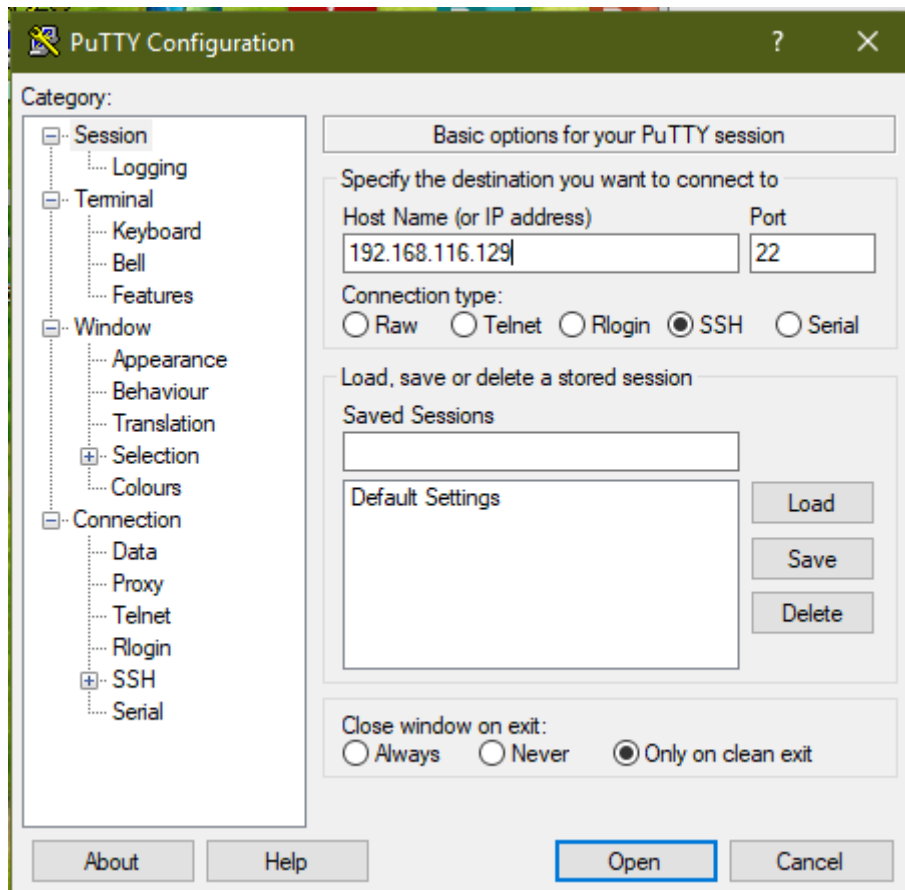 PuTTY Configuration
?
Category:
Session
Logging
Terminal
Keyboard
Bell
Features
Window
Appearance
Behaviour
Translation
Selection
Colours
Connection
Data
Proxy
Telnet
Rlogin
SSH
Serial
Basic options for your PuTTY session
Specify the destination you want to connect to
Host Name (or IP address) Port
192.168.116.129 22
Connection type:
Raw Telnet Rlogin SSH Serial
Load, save or delete a stored session
Saved Sessions
Default Settings
Load
Save
Delete
Close window on exit:
Always Never Only on clean exit
About Help Open Cancel